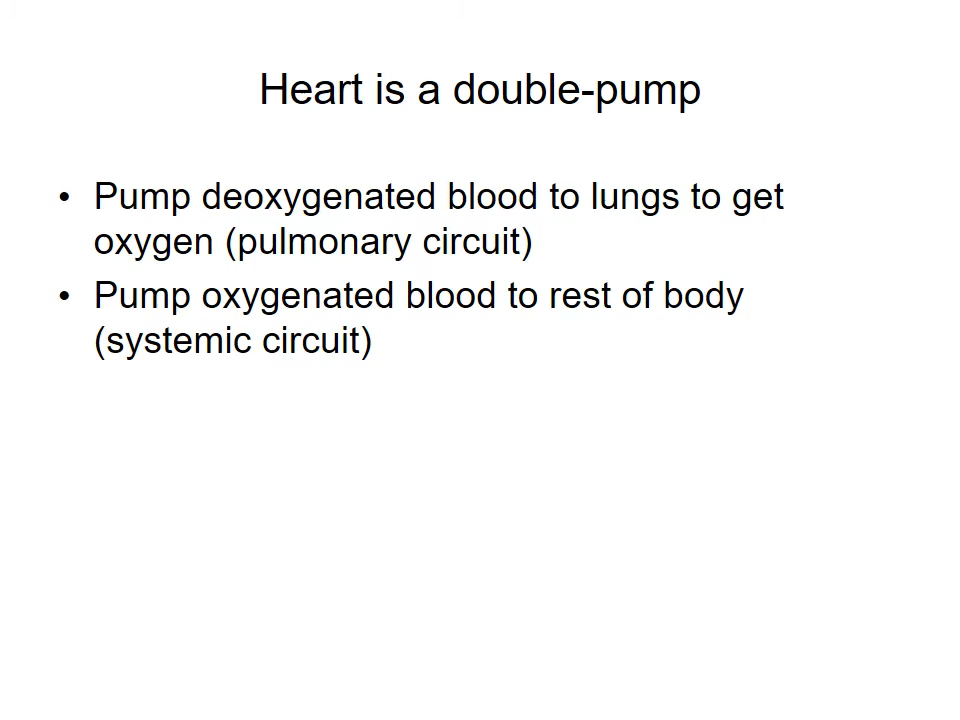 Heart is a double-pump
• Pump deoxygenated blood to lungs to get
oxygen (pulmonary circuit)
• Pump oxygenated blood to rest of body
(systemic circuit)